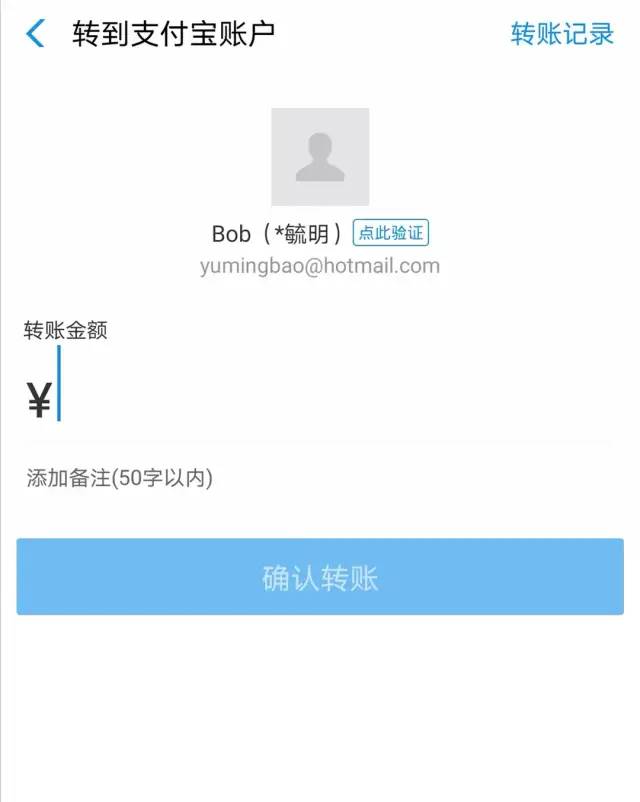 转到支付宝账户 转账记录
Bob（*毓明） 点此验证
yumingbao@hotmail.com
转账金额
¥
添加备注(50字以内)
确认转账